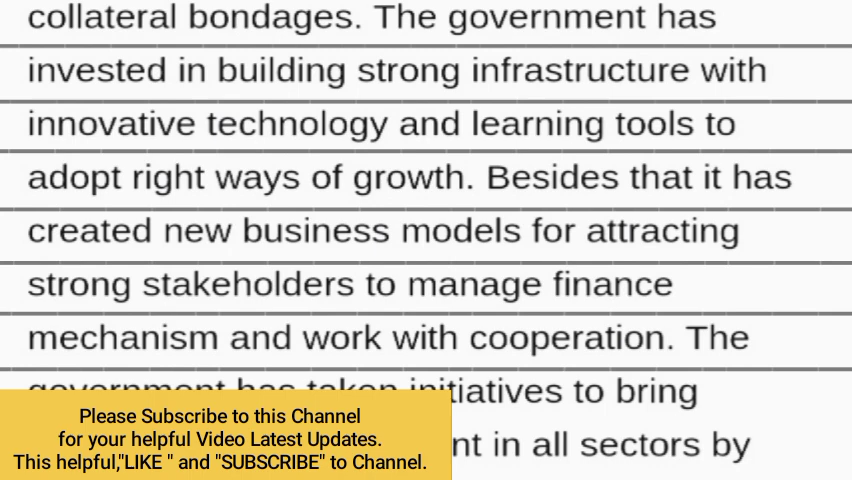 collateral bondages. The government has
invested in building strong infrastructure with
innovative technology and learning tools to
adopt right ways of growth. Besides that it has
created new business models for attracting
strong stakeholders to manage finance
mechanism and work with cooperation. The
government has taken initiatives to bring
nt in all sectors by
Please Subscribe to this Channel
for your helpful Video Latest Updates.
This helpful,"LIKE " and "SUBSCRIBE" to Channel.